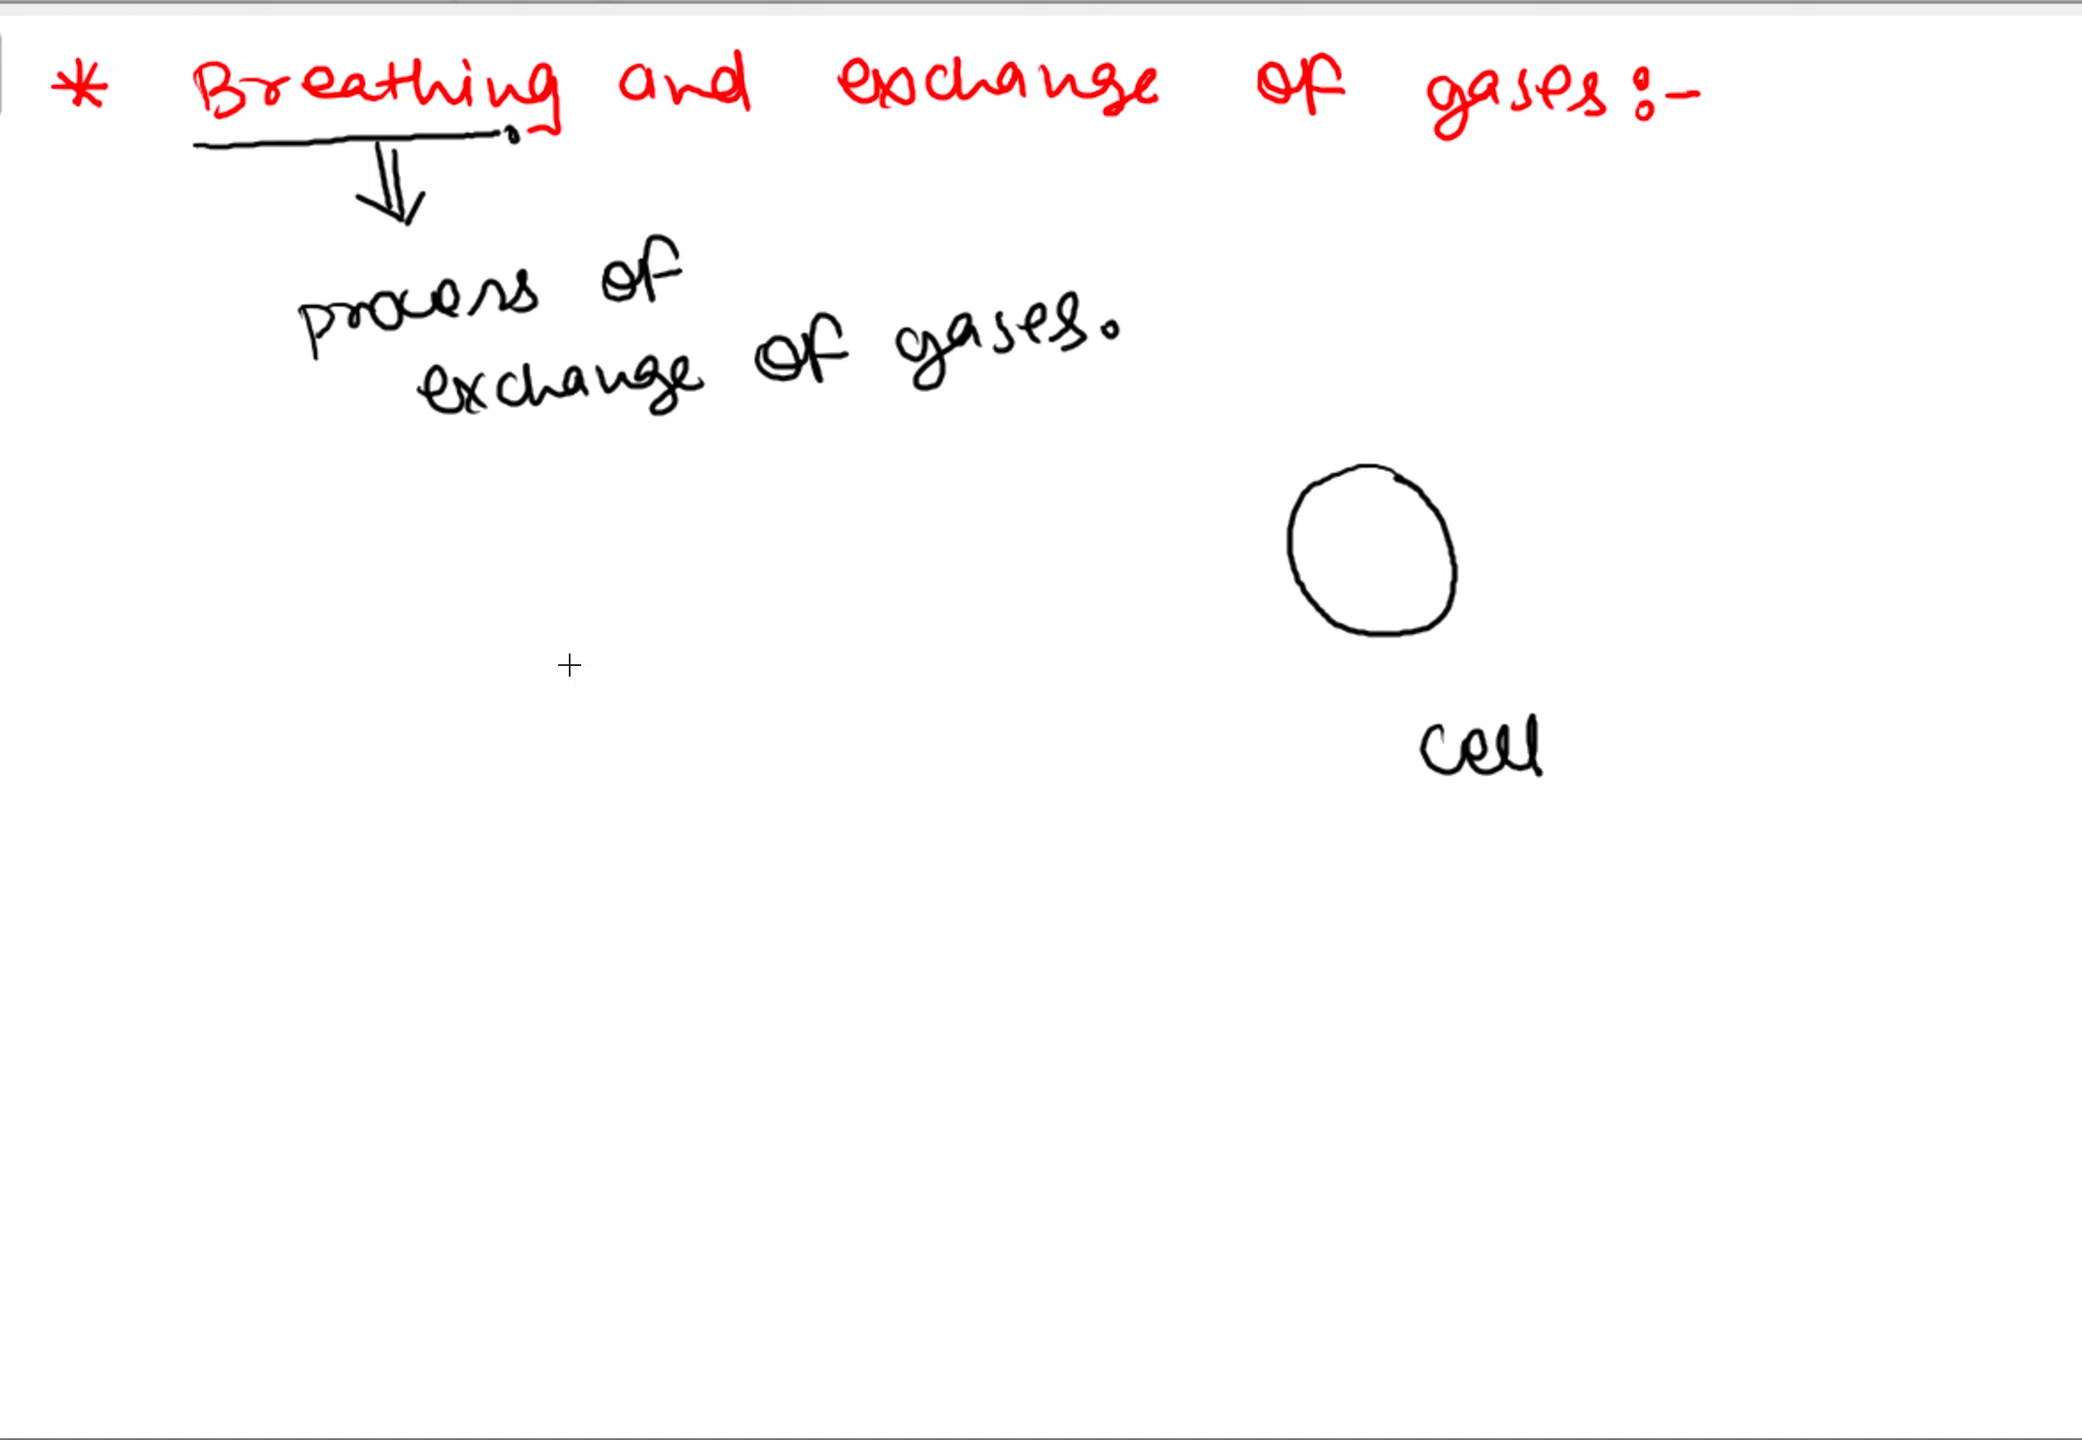 * Breathing and exchange of gases:-
process of
exchange of gases.
cell